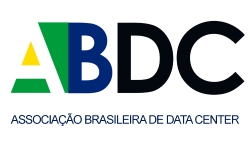 ABDC
ASSOCIAÇÃO BRASILEIRA DE DATA CENTER